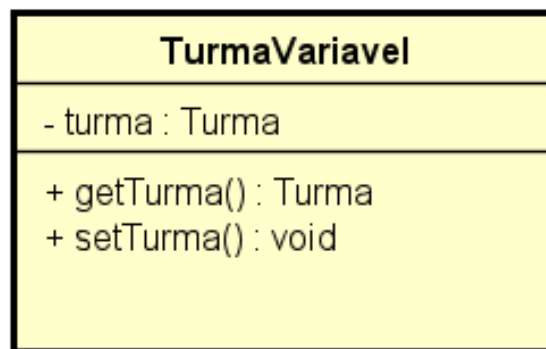 TurmaVariavel
- turma : Turma
+ getTurma() : Turma
+ setTurma() : void